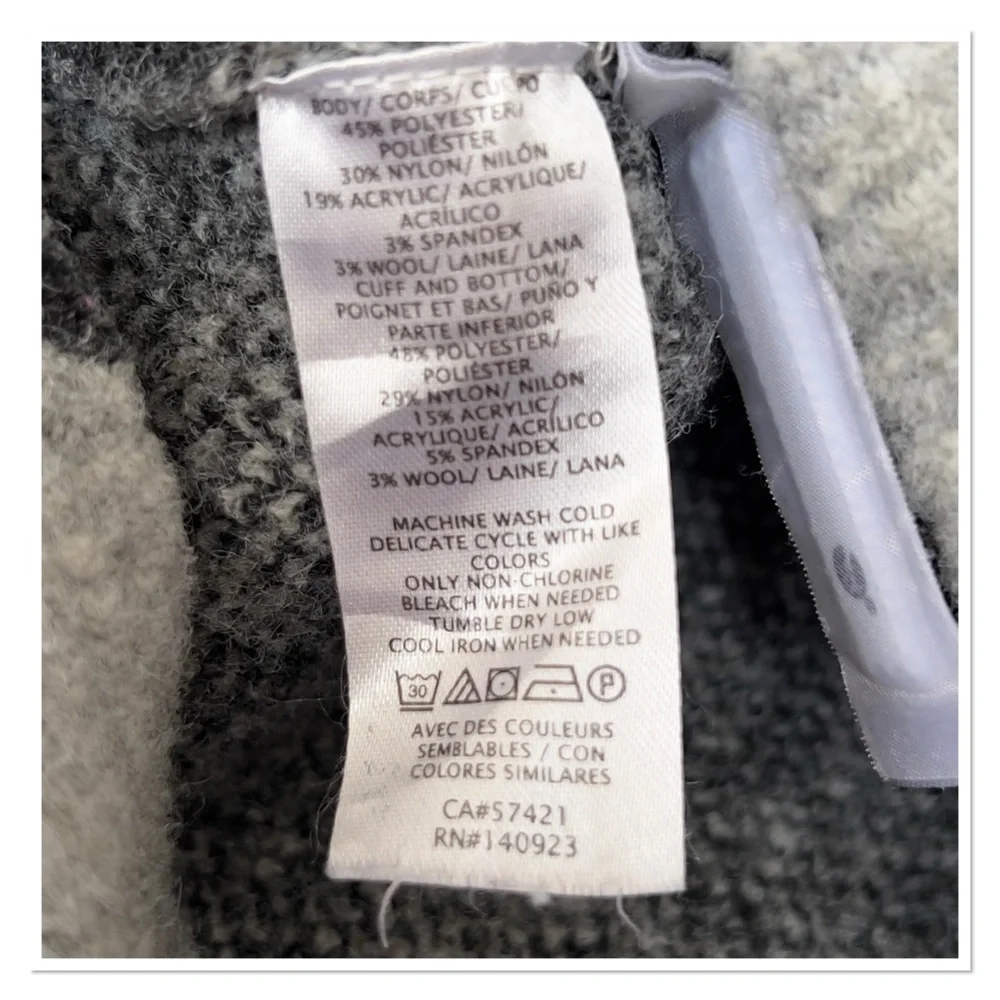 BODY/ CORPS/ CUERPO
45% POLYESTER/
POLIÉSTER
30% NYLON/ NILÓN
19% ACRYLIC/ ACRYLIQUE/
ACRÍLICO
3% SPANDEX
3% WOOL/ LAINE/ LANA
CUFF AND BOTTOM/
POIGNET ET BAS/ PUÑO Y
PARTE INFERIOR
48% POLYESTER/
POLIÉSTER
29% NYLON/ NILÓN
15% ACRYLIC/
ACRYLIQUE/ ACRÍLICO
5% SPANDEX
3% WOOL/ LAINE/ LANA
MACHINE WASH COLD
DELICATE CYCLE WITH LIKE
COLORS
ONLY NON-CHLORINE
BLEACH WHEN NEEDED
TUMBLE DRY LOW
COOL IRON WHEN NEEDED
30 P
AVEC DES COULEURS
SEMBLABLES / CON
COLORES SIMILARES
CA#57421
RN#140923